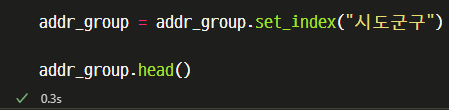 addr_group = addr_group.set_index("시도군구")
addr_group.head()
0.3s